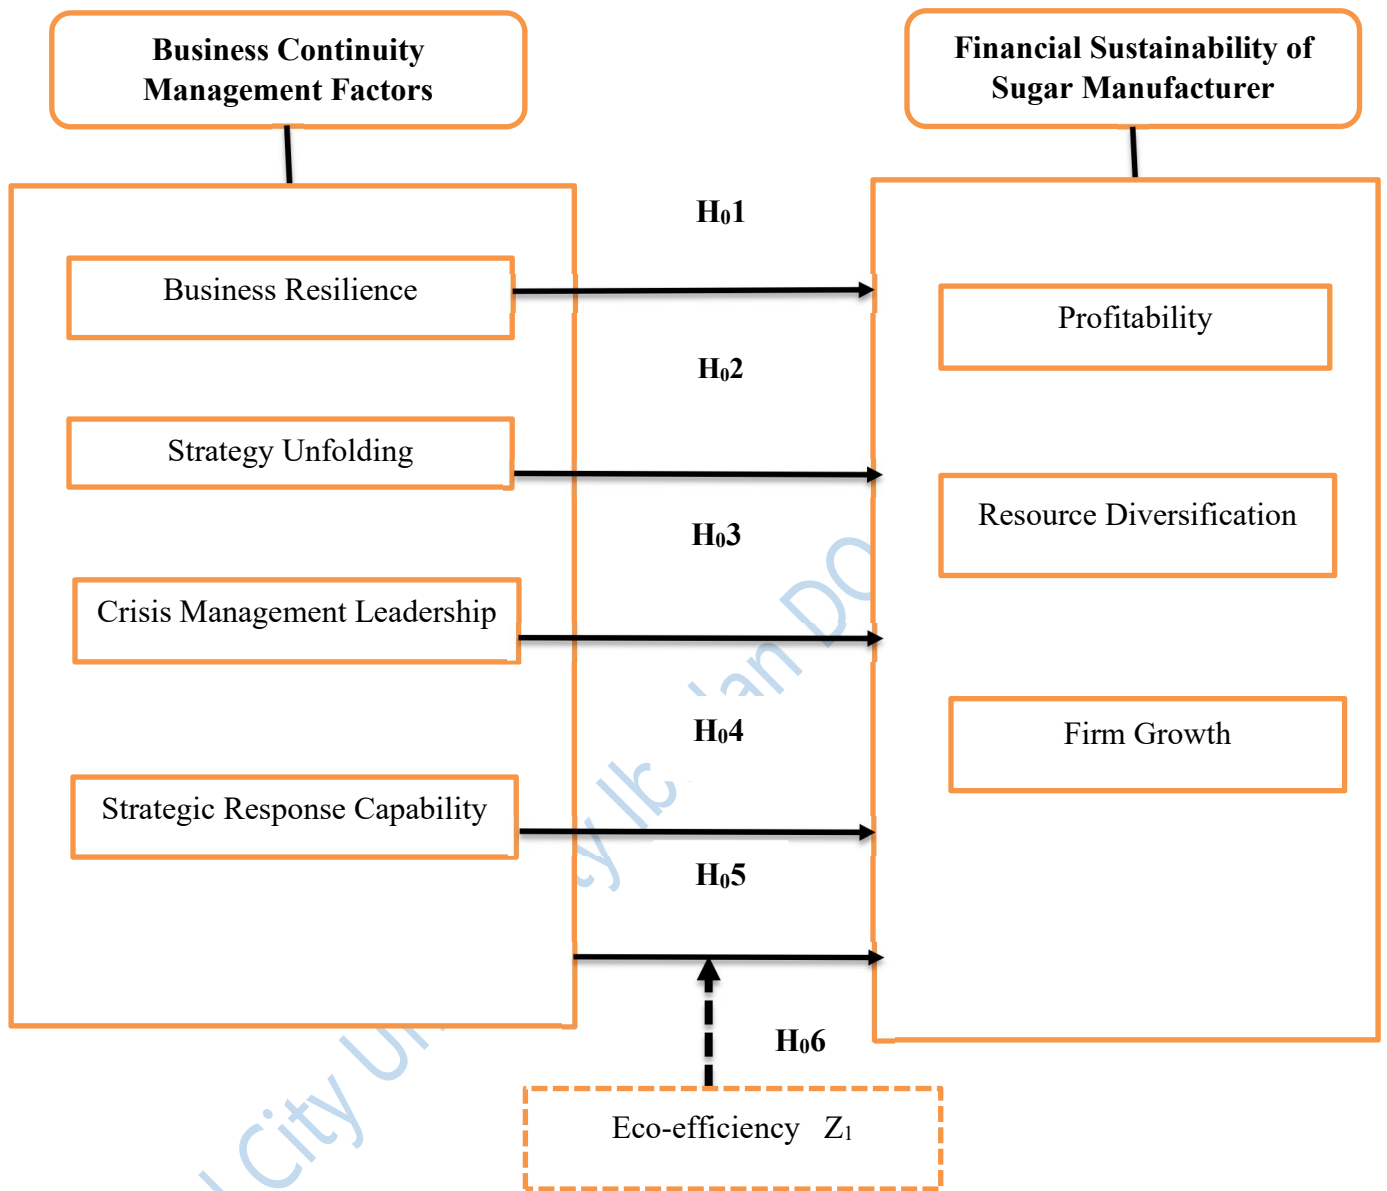 Business Continuity
Management Factors
Financial Sustainability of
Sugar Manufacturer
H₀1
Business Resilience
Profitability
H₀2
Strategy Unfolding
Resource Diversification
H₀3
Crisis Management Leadership
H₀4
Firm Growth
Strategic Response Capability
H₀5
H₀6
Eco-efficiency Z₁
City